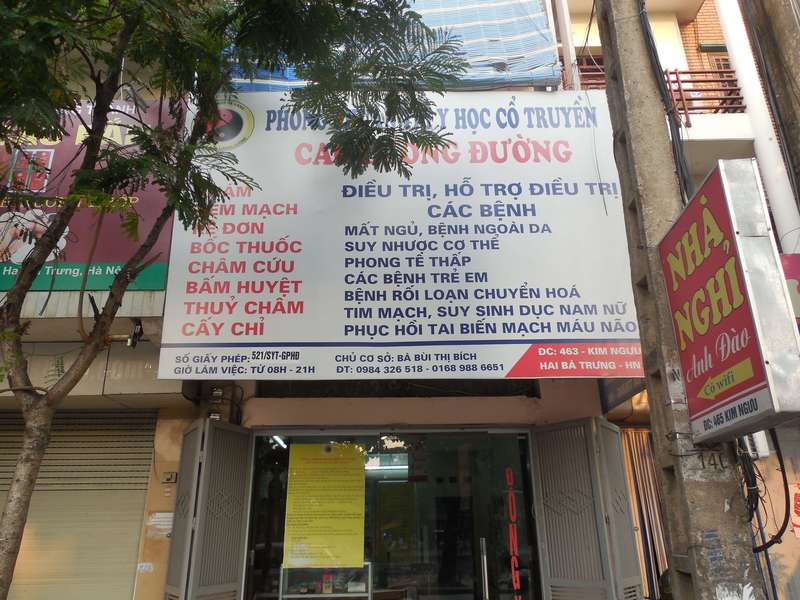 Y HỌC CỔ TRUYỀN
ĐƯỜNG
ĐIỀU TRỊ, HỖ TRỢ ĐIỀU TRỊ
CÁC BỆNH
MẠCH
ĐƠN
BỐC THUỐC
CHÂM CỨU
BẤM HUYỆT
THUỶ CHÂM
CẤY CHỈ
MẤT NGỦ, BỆNH NGOÀI DA
SUY NHƯỢC CƠ THỂ
PHONG TÊ THẤP
CÁC BỆNH TRẺ EM
BỆNH RỐI LOẠN CHUYỂN HOÁ
TIM MẠCH, SUY SINH DỤC NAM NỮ
PHỤC HỒI TAI BIẾN MẠCH MÁU NÃO
SỐ GIẤY PHÉP: 521/SYT-GPHĐ
GIỜ LÀM VIỆC: TỪ 08H - 21H
CHỦ CƠ SỞ: BÀ BÙI THỊ BÍCH
DT: 0984 326 518 - 0168 988 6651
ĐC: 463 - KIM NGƯU
HAI BÀ TRƯNG - HN
NHÀ NGHỈ
Anh Đào
Có wifi
ĐC: 465 KIM NGƯU
Trưng, Hà Nội
ĐÔNG